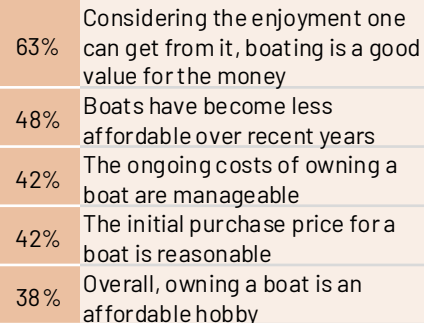 63%
Considering the enjoyment one
can get from it, boating is a good
value for the money
48%
Boats have become less
affordable over recent years
42%
The ongoing costs of owning a
boat are manageable
42%
The initial purchase price for a
boat is reasonable
38%
Overall, owning a boat is an
affordable hobby